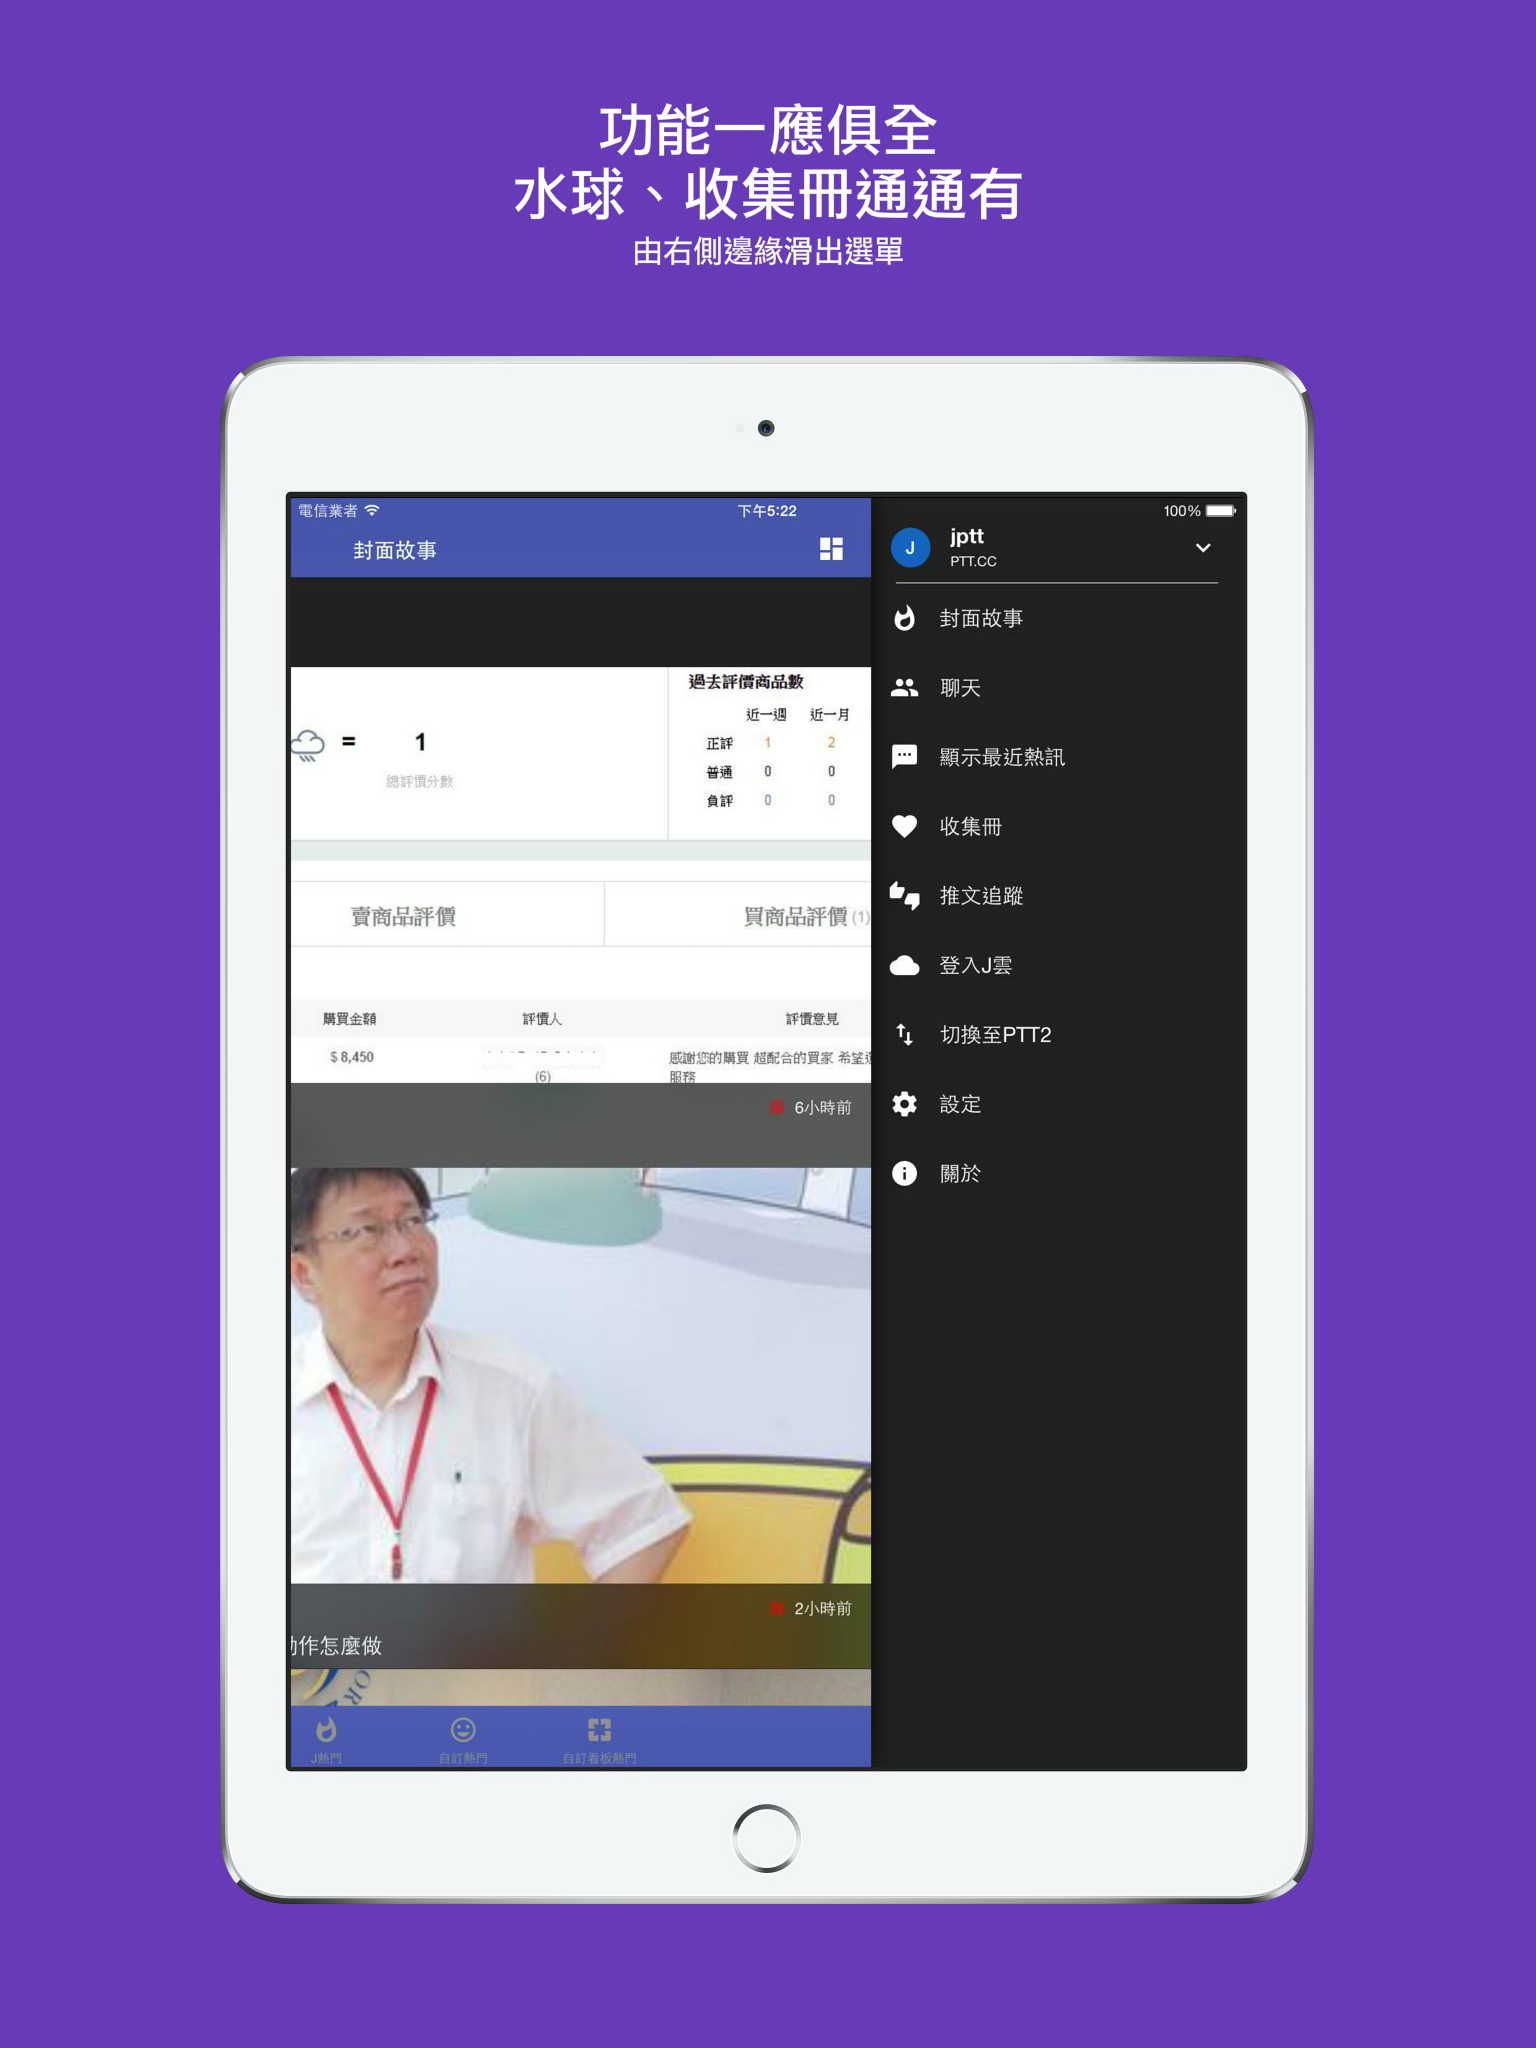 功能一應俱全
水球、收集冊通通有
由右側邊緣滑出選單
電信業者
下午5:22
100%
封面故事
過去評價商品數
近一週 近一月
正評 1 2
普通 0 0
負評 0 0
= 1
總評價分數
賣商品評價
買商品評價 (1)
購買金額 評價人 評價意見
$ 8,450
(6)
感謝您的購買 超配合的買家 希望
服務
爆 6小時前
爆 2小時前
作怎麼做
J熱門
自訂熱門
自訂看板熱門
J
jptt
PTT.CC
封面故事
聊天
顯示最近熱訊
收集冊
推文追蹤
登入J雲
切換至PTT2
設定
關於